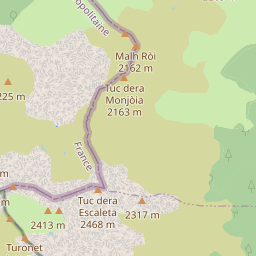 opolitaine
Malh Ròi
2162 m
Tuc dera
Monjòia
2163 m
225 m
France
Tuc dera
Escaleta
2468 m
2317 m
2413 m
m
Turonet